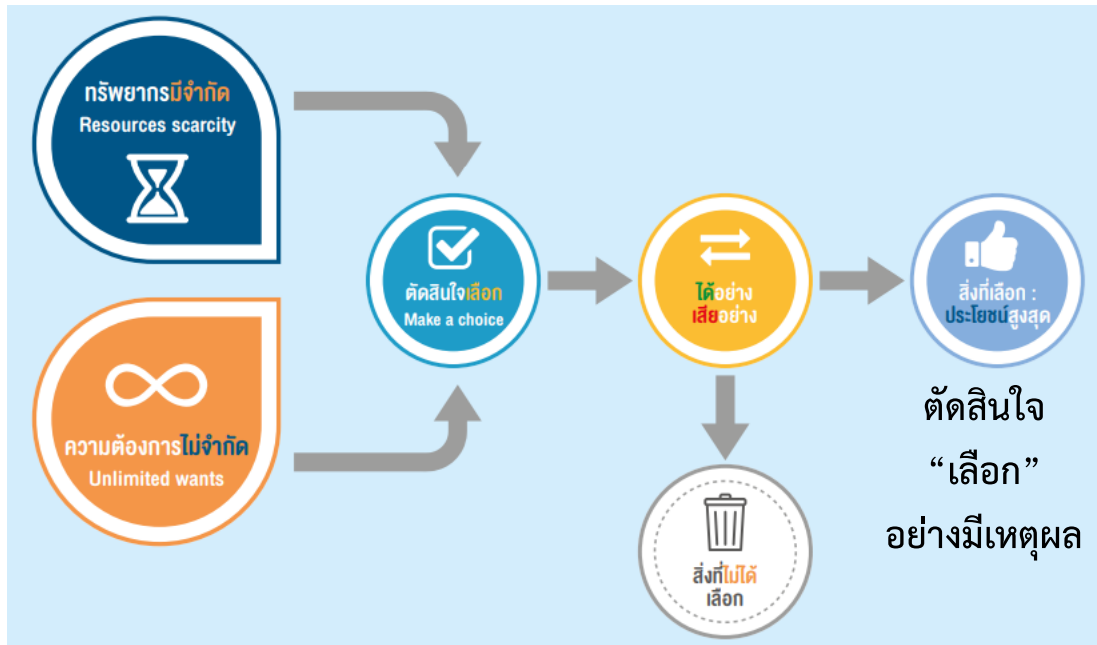 ทรัพยากรมีจำกัด
Resources scarcity
ความต้องการไม่จำกัด
Unlimited wants
ตัดสินใจเลือก
Make a choice
ได้อย่าง
เสียอย่าง
สิ่งที่ไม่ได้
เลือก
สิ่งที่เลือก :
ประโยชน์สูงสุด
ตัดสินใจ
“เลือก”
อย่างมีเหตุผล